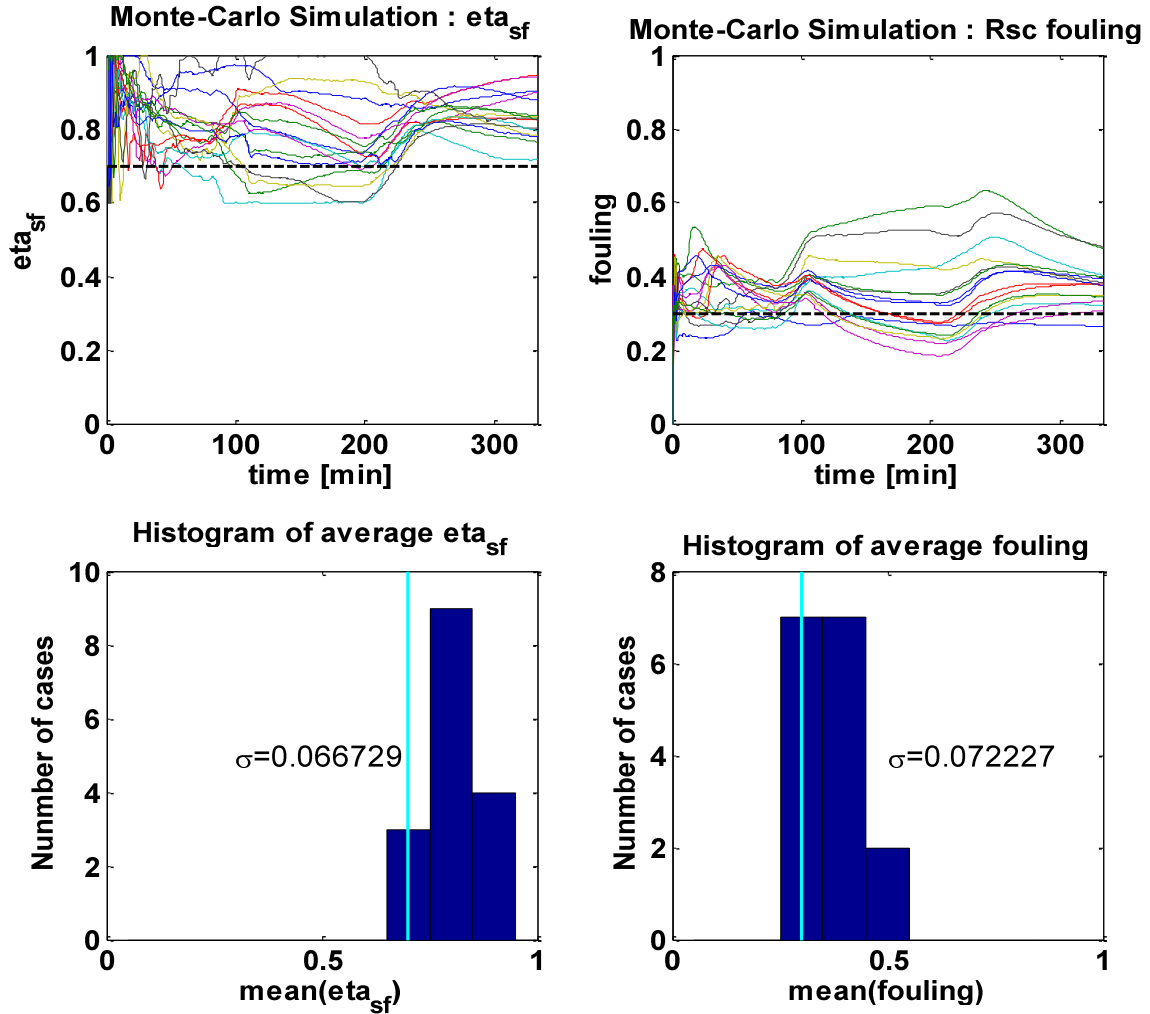 Monte-Carlo Simulation : eta_sf
1
0.8
0.6
0.4
0.2
0
eta_sf
0 100 200 300
time [min]
Monte-Carlo Simulation : Rsc fouling
1
0.8
0.6
0.4
0.2
0
fouling
0 100 200 300
time [min]
Histogram of average eta_sf
10
8
6
4
2
0
Nunmber of cases
σ=0.066729
0 0.5 1
mean(eta_sf)
Histogram of average fouling
8
6
4
2
0
Nunmber of cases
σ=0.072227
0 0.5 1
mean(fouling)